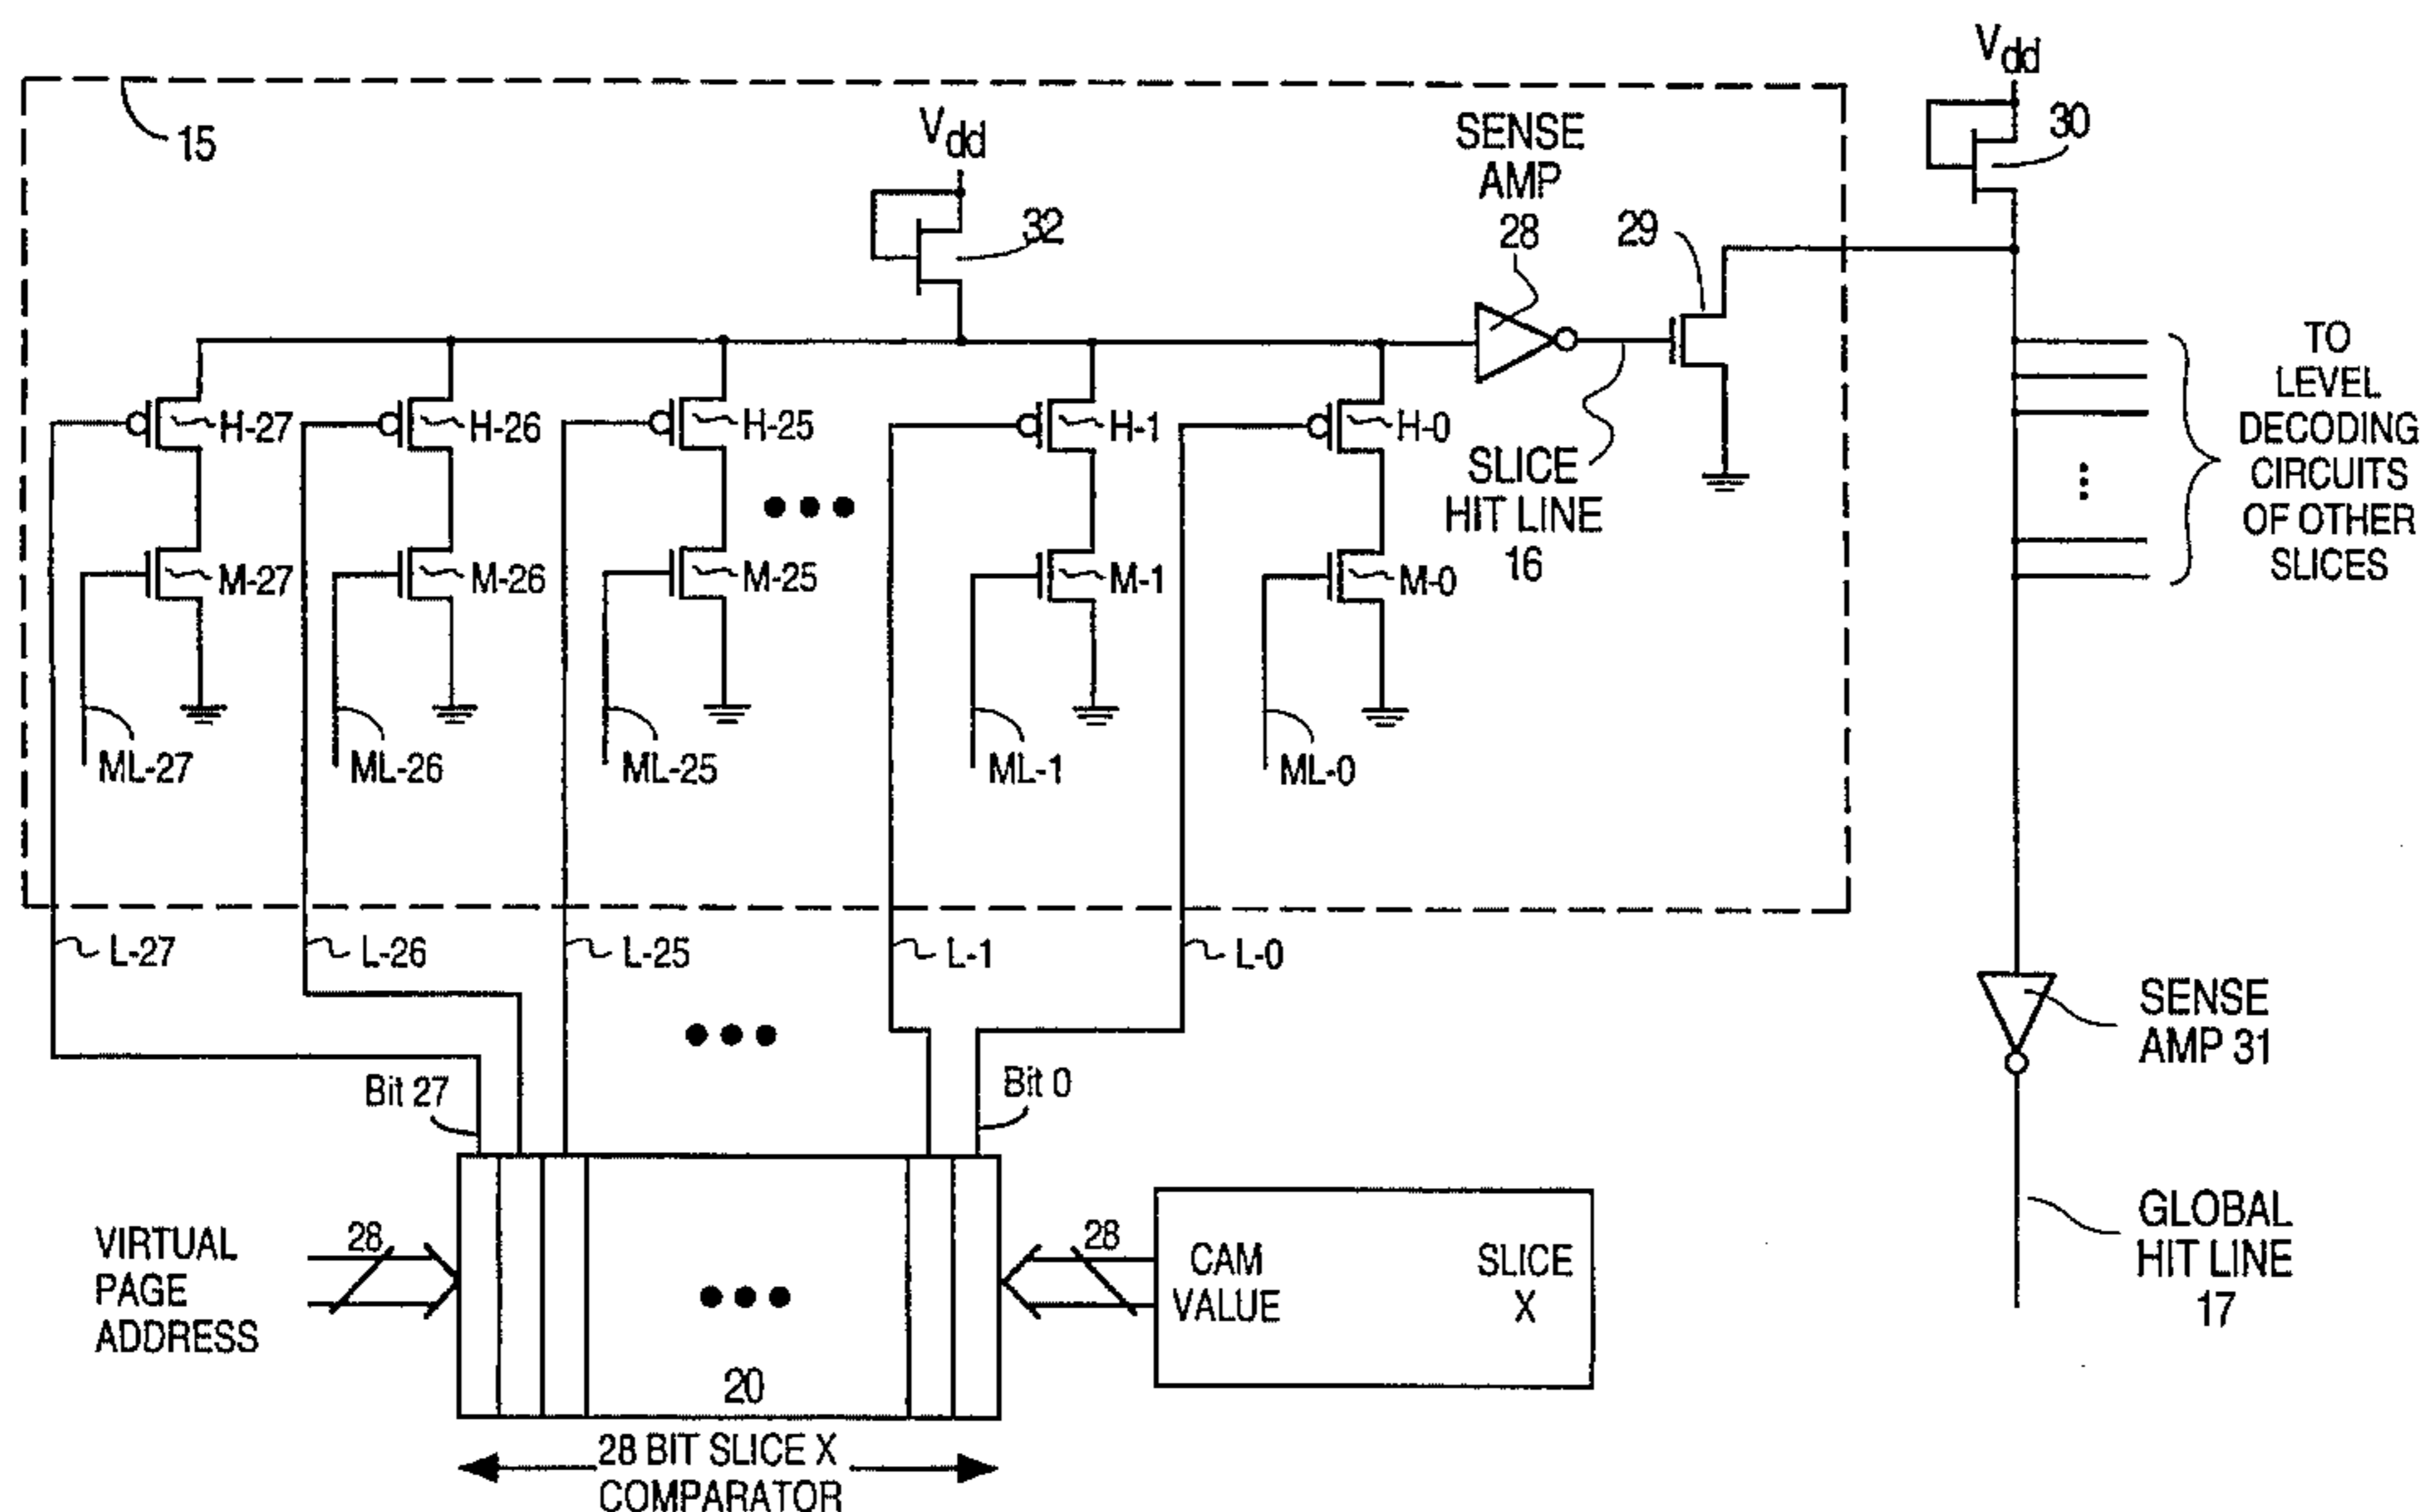 Vdd
15
Vdd
30
SENSE
AMP
28
32
29
TO
LEVEL
DECODING
CIRCUITS
OF OTHER
SLICES
H-27
H-26
H-25
H-1
H-0
SLICE
HIT LINE
16
M-27
M-26
M-25
M-1
M-0
ML-27
ML-26
ML-25
ML-1
ML-0
L-27
L-26
L-25
L-1
L-0
SENSE
AMP 31
Bit 27
Bit 0
VIRTUAL
PAGE
ADDRESS
28
28
CAM
VALUE
SLICE
X
GLOBAL
HIT LINE
17
20
28 BIT SLICE X
COMPARATOR